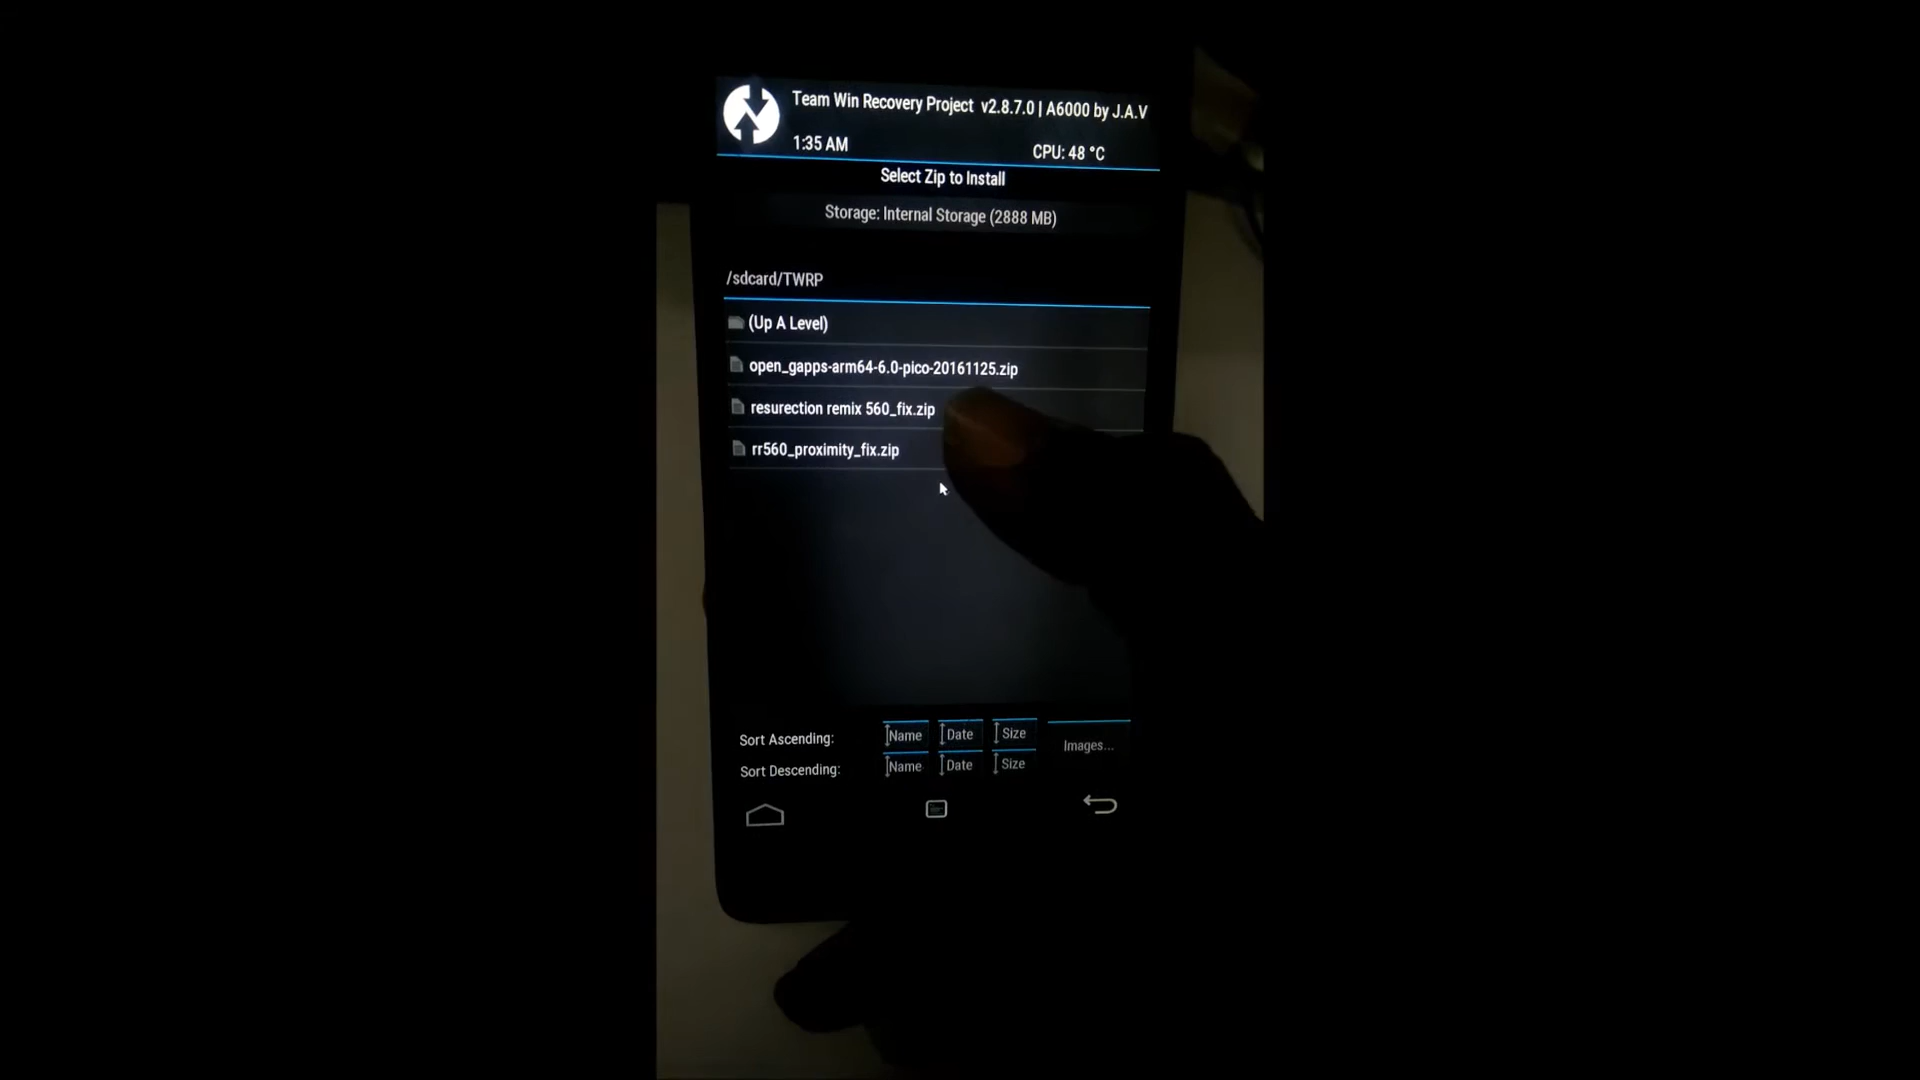 Team Win Recovery Project v2.8.7.0 | A6000 by J.A.V
1:35 AM
CPU: 48 °C
Select Zip to Install
Storage: Internal Storage (2888 MB)
/sdcard/TWRP
(Up A Level)
open_gapps-arm64-6.0-pico-20161125.zip
resurection remix 560_fix.zip
rr560_proximity_fix.zip
Sort Ascending: Name Date Size
Images...
Sort Descending: Name Date Size